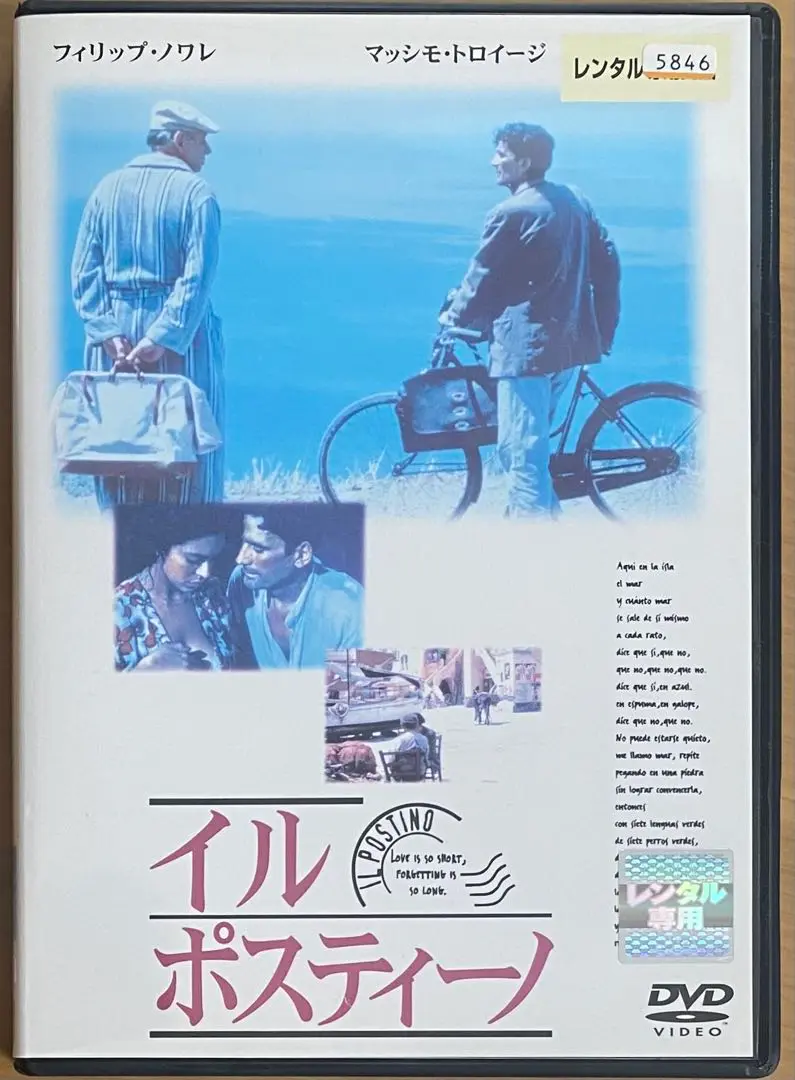 フィリップ・ノワレ
マッシモ・トロイージ
レンタル
5846
Aqui en la isla
el mar
y cuánto mar
se sale de sí mismo
a cada rato,
dice que si, que no,
que no, que no, que no.
dice que si, en azul.
en espuma, en galope,
dice que no, que no.
No puede estarse quieto,
me llamo mar, repite
pegando en una piedra
sin lograr convencerla,
entonces
con siete lenguas verdes
de siete perros verdes,
レンタル
専用
イル
IL POSTINO
LOVE IS SO SHORT,
FORGETTING IS
SO LONG.
ポスティーノ
DVD
VIDEO